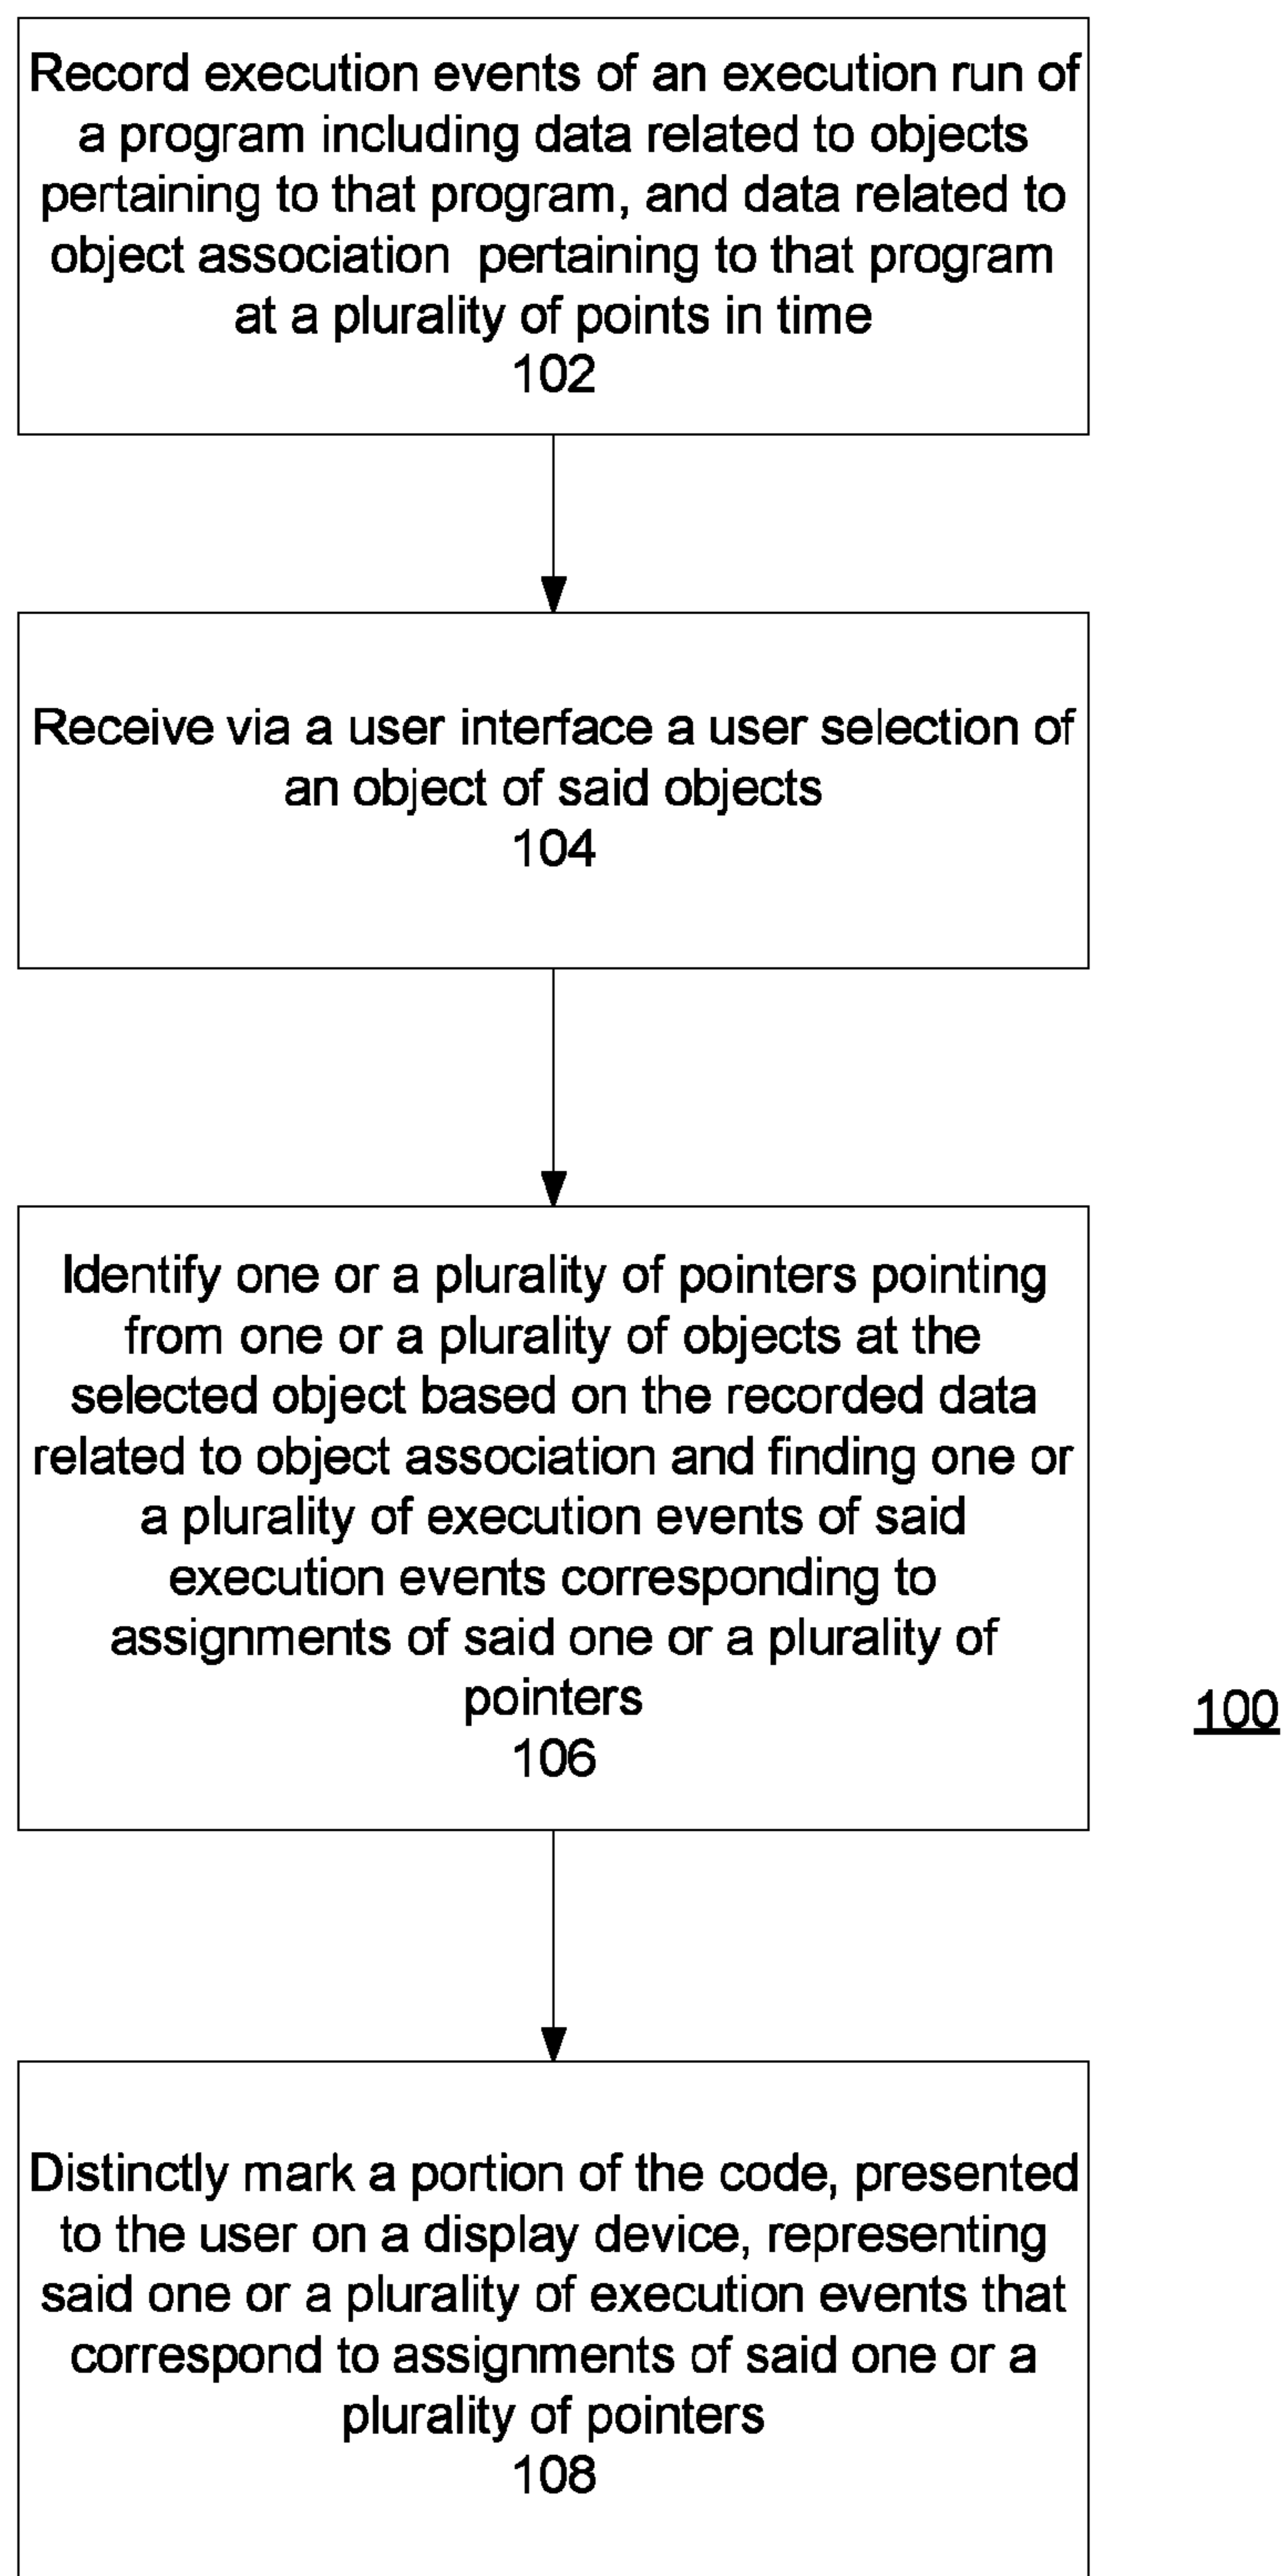 Record execution events of an execution run of
a program including data related to objects
pertaining to that program, and data related to
object association pertaining to that program
at a plurality of points in time
102
Receive via a user interface a user selection of
an object of said objects
104
Identify one or a plurality of pointers pointing
from one or a plurality of objects at the
selected object based on the recorded data
related to object association and finding one or
a plurality of execution events of said
execution events corresponding to
assignments of said one or a plurality of
pointers
106
100
Distinctly mark a portion of the code, presented
to the user on a display device, representing
said one or a plurality of execution events that
correspond to assignments of said one or a
plurality of pointers
108